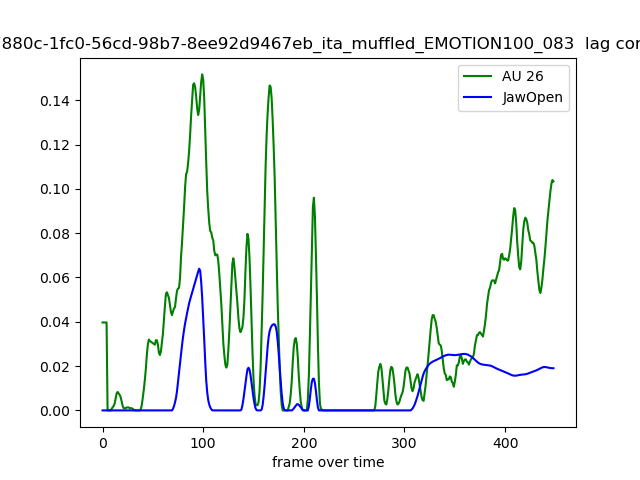 880c-1fc0-56cd-98b7-8ee92d9467eb_ita_muffled_EMOTION100_083 lag
AU 26
JawOpen
0.14
0.12
0.10
0.08
0.06
0.04
0.02
0.00
0 100 200 300 400
frame over time